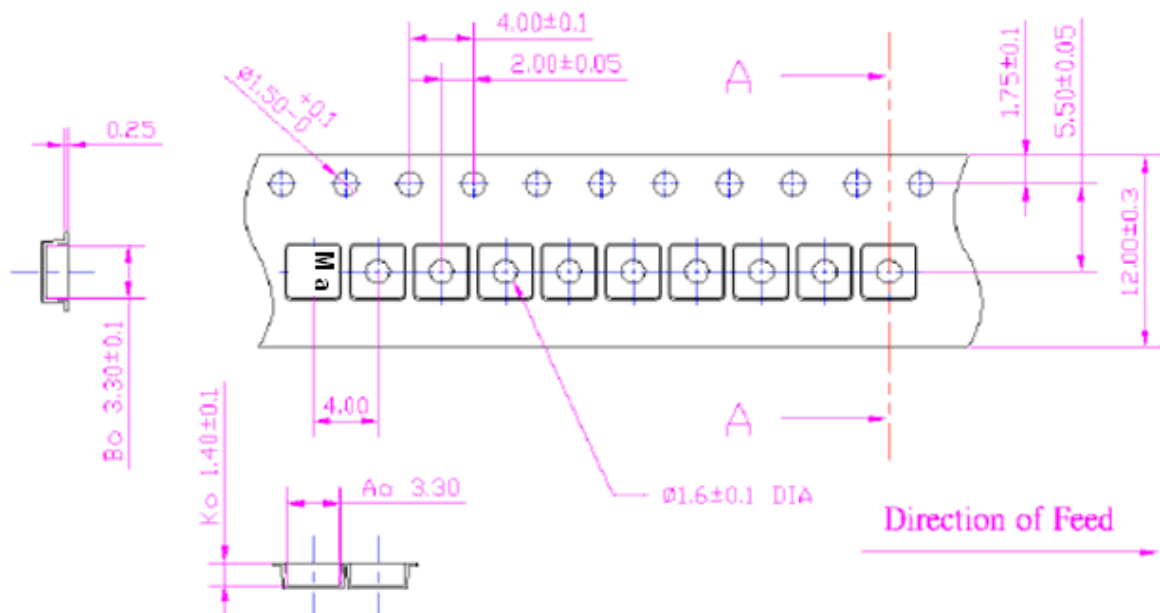 4.00±0.1
2.00±0.05
A
1.75±0.1
5.50±0.05
Ø1.50 +0.1 -0
0.25
12.00±0.3
M a
Bo 3.30±0.1
4.00
A
Ko 1.40±0.1
Ao 3.30
Ø1.6±0.1 DIA
Direction of Feed